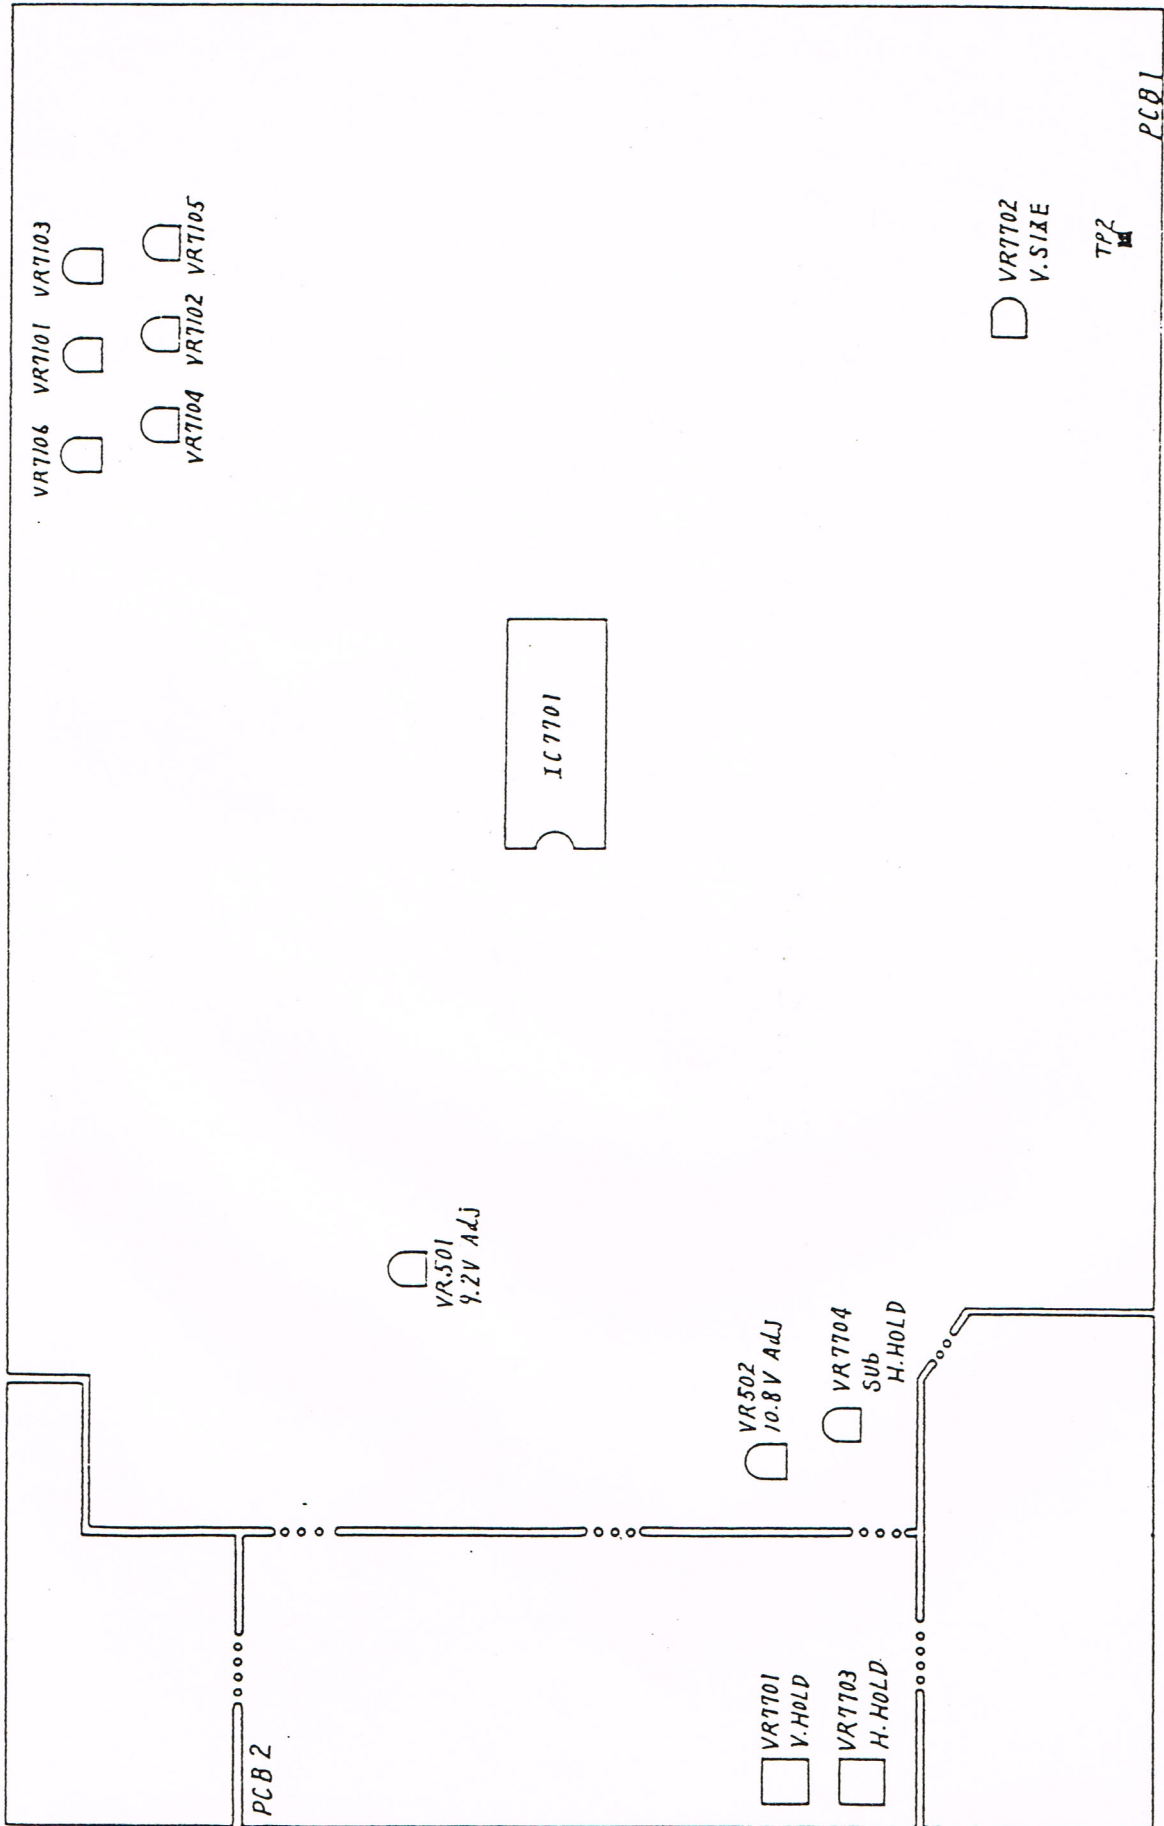 PCB1
VR7103
VR7101
VR7106
VR7105
VR7102
VR7104
VR7702
V.SIZE
TP2
IC7701
VR501
9.2V Adj
VR502
10.8V Adj
VR7704
Sub
H.HOLD
VR7701
V.HOLD
VR7703
H.HOLD
PCB2